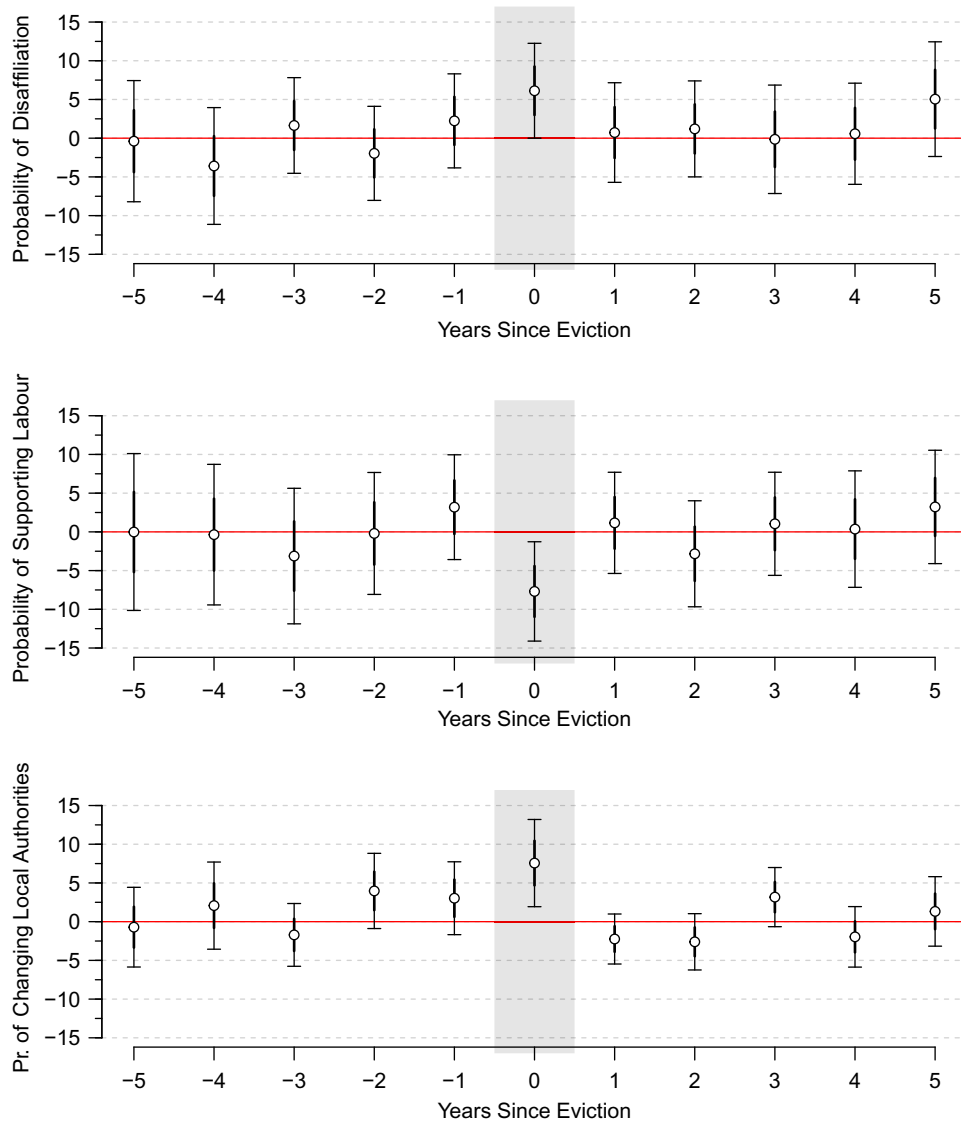 Probability of Disaffiliation
15
10
5
0
−5
−10
−15
−5 −4 −3 −2 −1 0 1 2 3 4 5
Years Since Eviction
Probability of Supporting Labour
15
10
5
0
−5
−10
−15
−5 −4 −3 −2 −1 0 1 2 3 4 5
Years Since Eviction
Pr. of Changing Local Authorities
15
10
5
0
−5
−10
−15
−5 −4 −3 −2 −1 0 1 2 3 4 5
Years Since Eviction